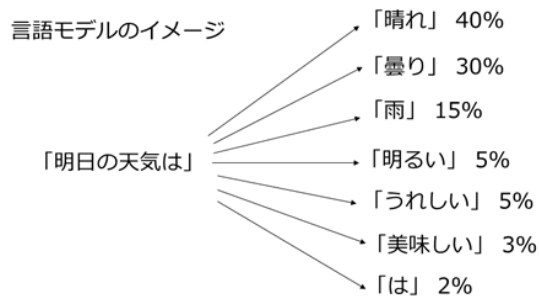 言語モデルのイメージ
「明日の天気は」
「晴れ」 40%
「曇り」 30%
「雨」 15%
「明るい」 5%
「うれしい」 5%
「美味しい」 3%
「は」 2%